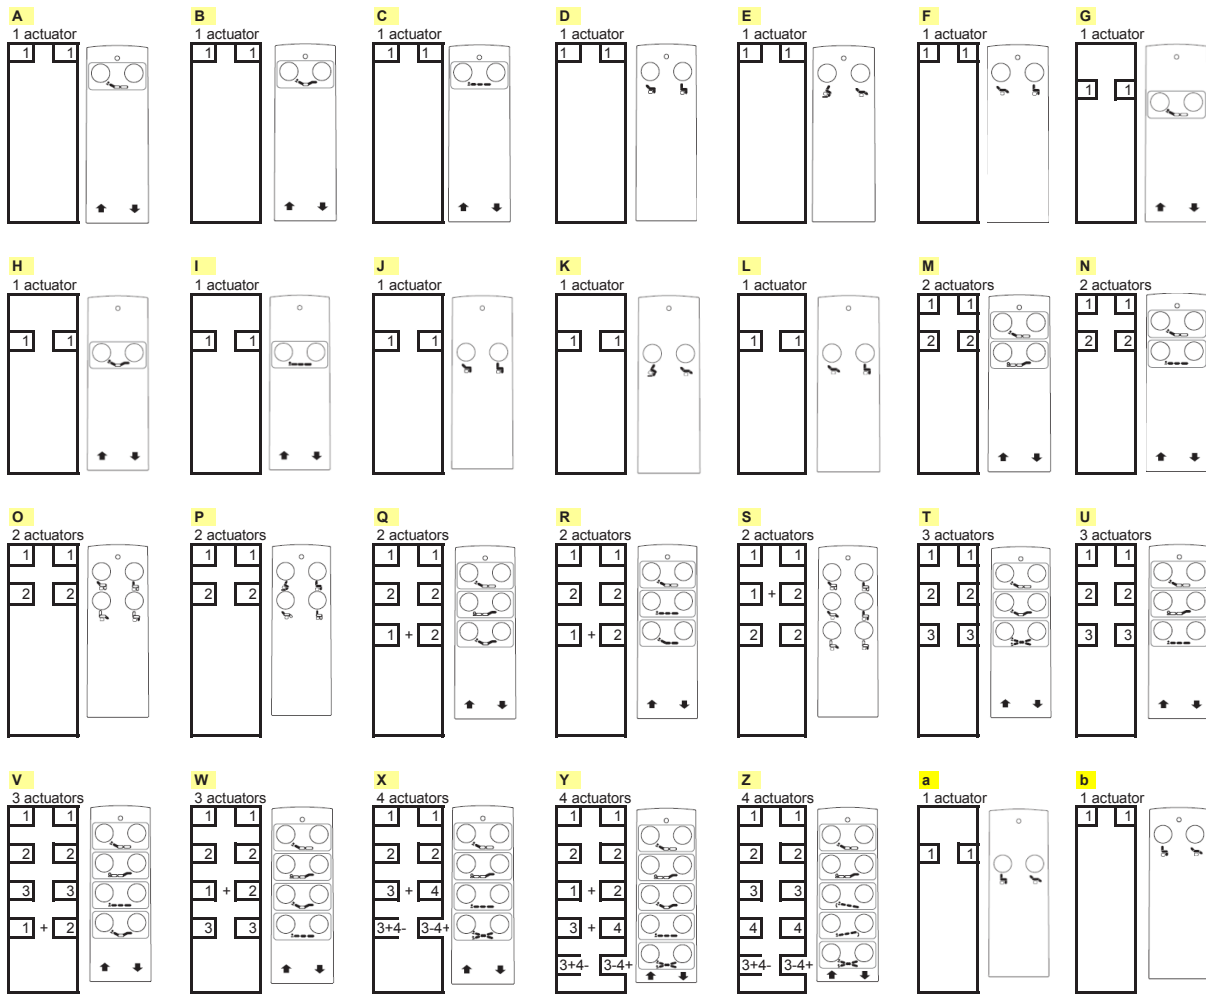 A B C D E F G
1 actuator 1 actuator 1 actuator 1 actuator 1 actuator 1 actuator 1 actuator
1 1 1 1 1 1 1 1 1 1 1 1
1 1
H I J K L M N
1 actuator 1 actuator 1 actuator 1 actuator 1 actuator 2 actuators 2 actuators
1 1 1 1
1 1 1 1 1 1 1 1 1 1 2 2 2 2
O P Q R S T U
2 actuators 2 actuators 2 actuators 2 actuators 2 actuators 3 actuators 3 actuators
1 1 1 1 1 1 1 1 1 1 1 1 1 1
2 2 2 2 2 2 2 2 1 + 2 2 2 2 2
1 + 2 1 + 2 2 2 3 3 3 3
V W X Y Z a b
3 actuators 3 actuators 4 actuators 4 actuators 4 actuators 1 actuator 1 actuator
1 1 1 1 1 1 1 1 1 1 1 1
2 2 2 2 2 2 2 2 2 2 1 1
3 3 1 + 2 3 + 4 1 + 2 3 3
1 + 2 3 3 3+4- 3-4+ 3 + 4 4 4
3+4- 3-4+ 3+4- 3-4+